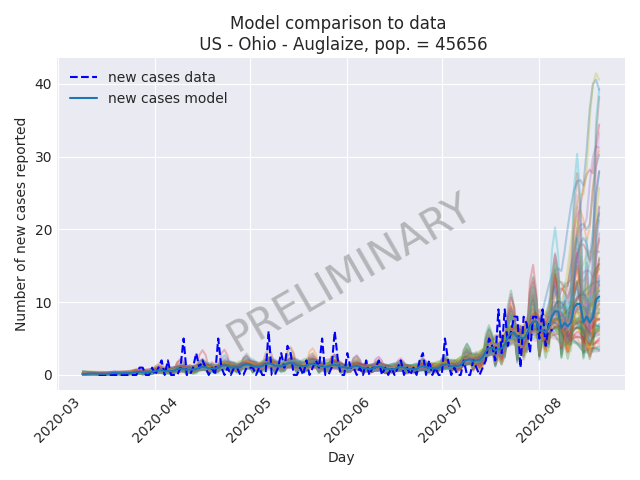 Model comparison to data
US - Ohio - Auglaize, pop. = 45656
new cases data
new cases model
PRELIMINARY
Number of new cases reported
40
30
20
10
0
2020-03
2020-04
2020-05
2020-06
2020-07
2020-08
Day